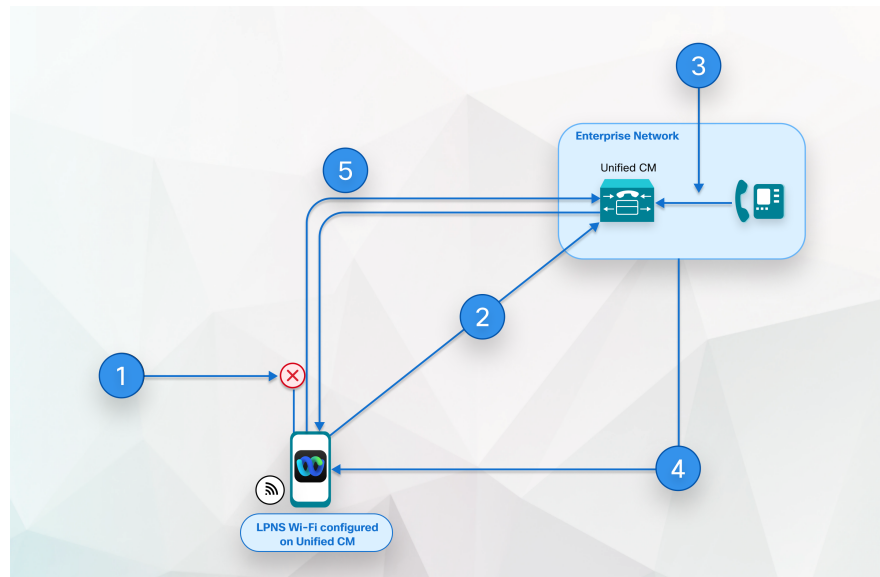 3
Enterprise Network
Unified CM
5
2
1
4
LPNS Wi-Fi configured
on Unified CM